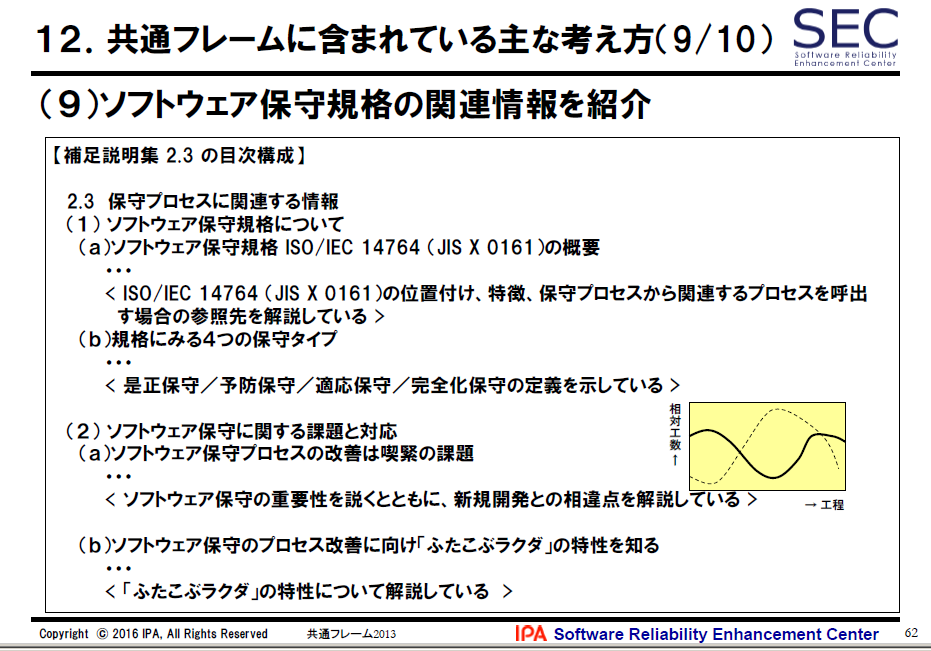 12．共通フレームに含まれている主な考え方（9/10）
SEC
Software Reliability
Enhancement Center
（9）ソフトウェア保守規格の関連情報を紹介
【補足説明集 2.3 の目次構成】
2.3 保守プロセスに関連する情報
（1）ソフトウェア保守規格について
（a）ソフトウェア保守規格 ISO/IEC 14764（JIS X 0161）の概要
・・・
< ISO/IEC 14764（JIS X 0161）の位置付け、特徴、保守プロセスから関連するプロセスを呼出
す場合の参照先を解説している >
（b）規格にみる4つの保守タイプ
・・・
< 是正保守／予防保守／適応保守／完全化保守の定義を示している >
（2）ソフトウェア保守に関する課題と対応
（a）ソフトウェア保守プロセスの改善は喫緊の課題
・・・
< ソフトウェア保守の重要性を説くとともに、新規開発との相違点を解説している >
相対工数→
→ 工程
（b）ソフトウェア保守のプロセス改善に向け「ふたこぶラクダ」の特性を知る
・・・
< 「ふたこぶラクダ」の特性について解説している >
Copyright © 2016 IPA, All Rights Reserved
共通フレーム2013
IPA Software Reliability Enhancement Center
62